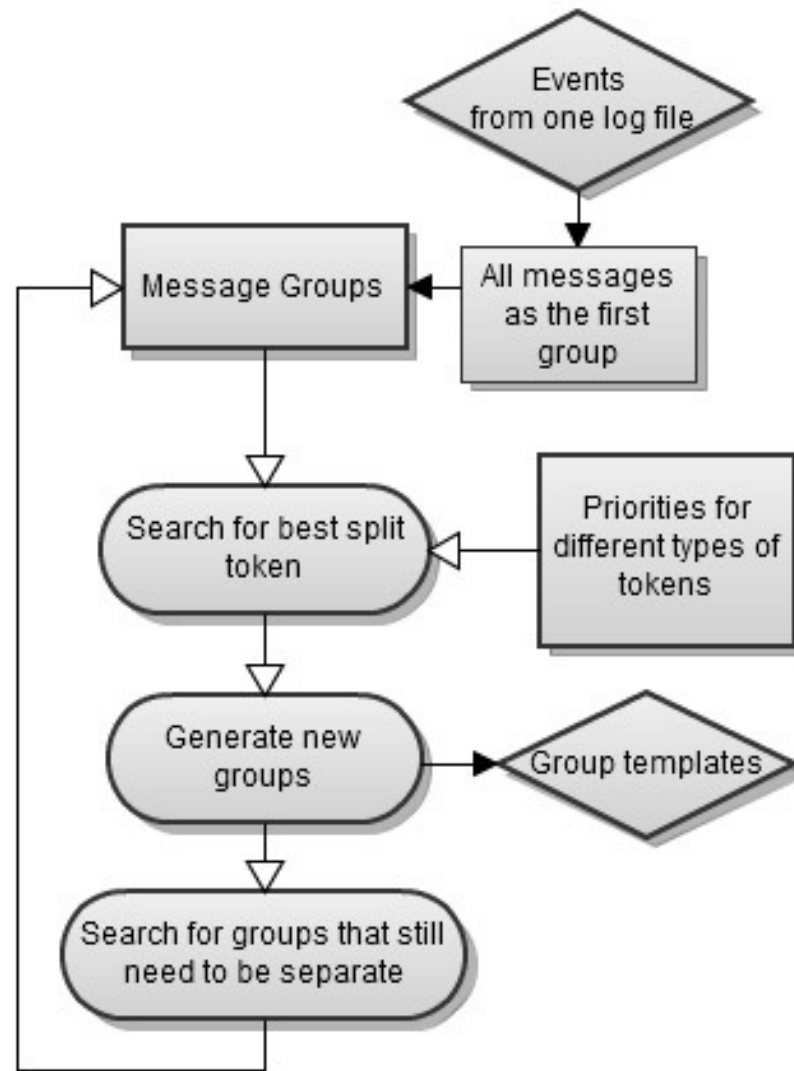 Events
from one log file
Message Groups
All messages
as the first
group
Search for best split
token
Priorities for
different types of
tokens
Generate new
groups
Group templates
Search for groups that still
need to be separate